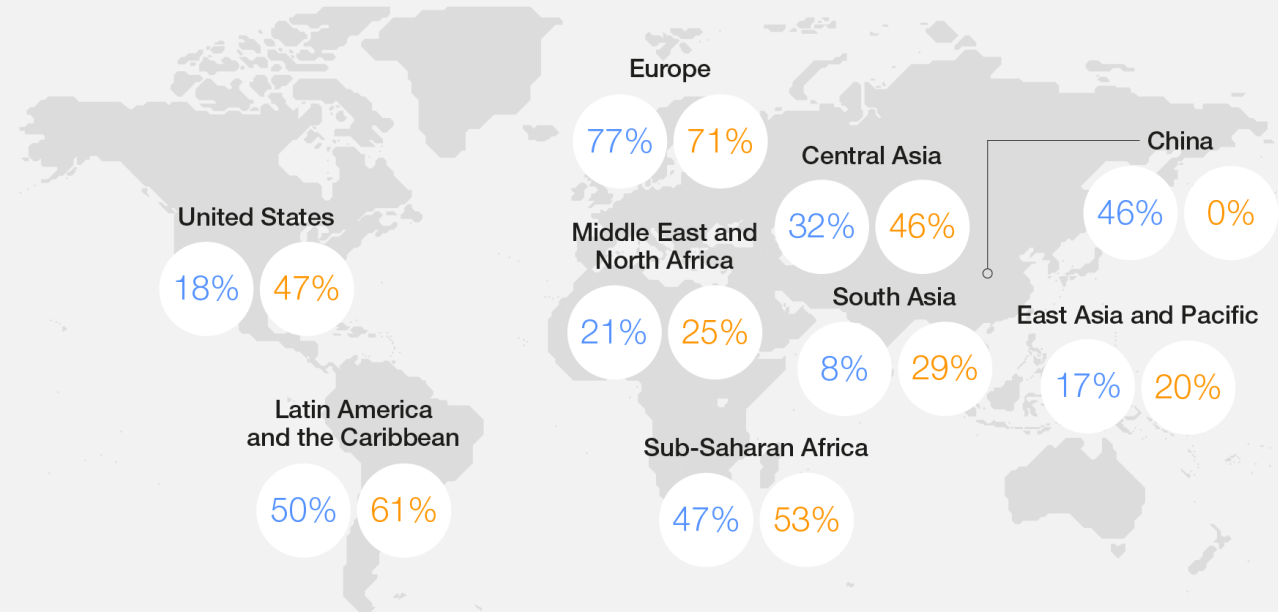 Europe
77% 71%
Central Asia
32% 46%
China
46% 0%
United States
18% 47%
Middle East and
North Africa
21% 25%
South Asia
8% 29%
East Asia and Pacific
17% 20%
Latin America
and the Caribbean
50% 61%
Sub-Saharan Africa
47% 53%